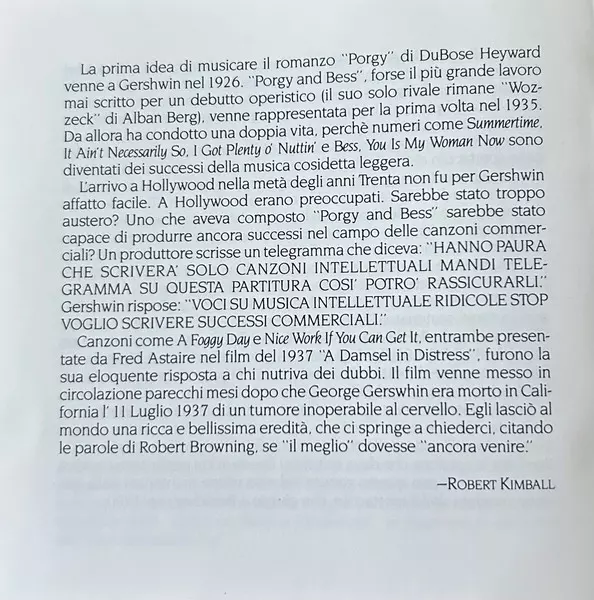 La prima idea di musicare il romanzo "Porgy" di DuBose Heyward
venne a Gershwin nel 1926. "Porgy and Bess", forse il più grande lavoro
mai scritto per un debutto operistico (il suo solo rivale rimane "Woz-
zeck" di Alban Berg), venne rappresentata per la prima volta nel 1935.
Da allora ha condotto una doppia vita, perchè numeri come Summertime,
It Ain't Necessarily So, I Got Plenty o' Nuttin' e Bess, You Is My Woman Now sono
diventati dei successi della musica cosidetta leggera.
L'arrivo a Hollywood nella metà degli anni Trenta non fu per Gershwin
affatto facile. A Hollywood erano preoccupati. Sarebbe stato troppo
austero? Uno che aveva composto "Porgy and Bess" sarebbe stato
capace di produrre ancora successi nel campo delle canzoni commer-
ciali? Un produttore scrisse un telegramma che diceva: "HANNO PAURA
CHE SCRIVERA' SOLO CANZONI INTELLETTUALI MANDI TELE-
GRAMMA SU QUESTA PARTITURA COSI' POTRO' RASSICURARLI."
Gershwin rispose: "VOCI SU MUSICA INTELLETTUALE RIDICOLE STOP
VOGLIO SCRIVERE SUCCESSI COMMERCIALI."
Canzoni come A Foggy Day e Nice Work If You Can Get It, entrambe presen-
tate da Fred Astaire nel film del 1937 "A Damsel in Distress", furono la
sua eloquente risposta a chi nutriva dei dubbi. Il film venne messo in
circolazione parecchi mesi dopo che George Gerswhin era morto in Cali-
fornia l' 11 Luglio 1937 di un tumore inoperabile al cervello. Egli lasciò al
mondo una ricca e bellissima eredità, che ci springe a chiederci, citando
le parole di Robert Browning, se "il meglio" dovesse "ancora venire."
—ROBERT KIMBALL